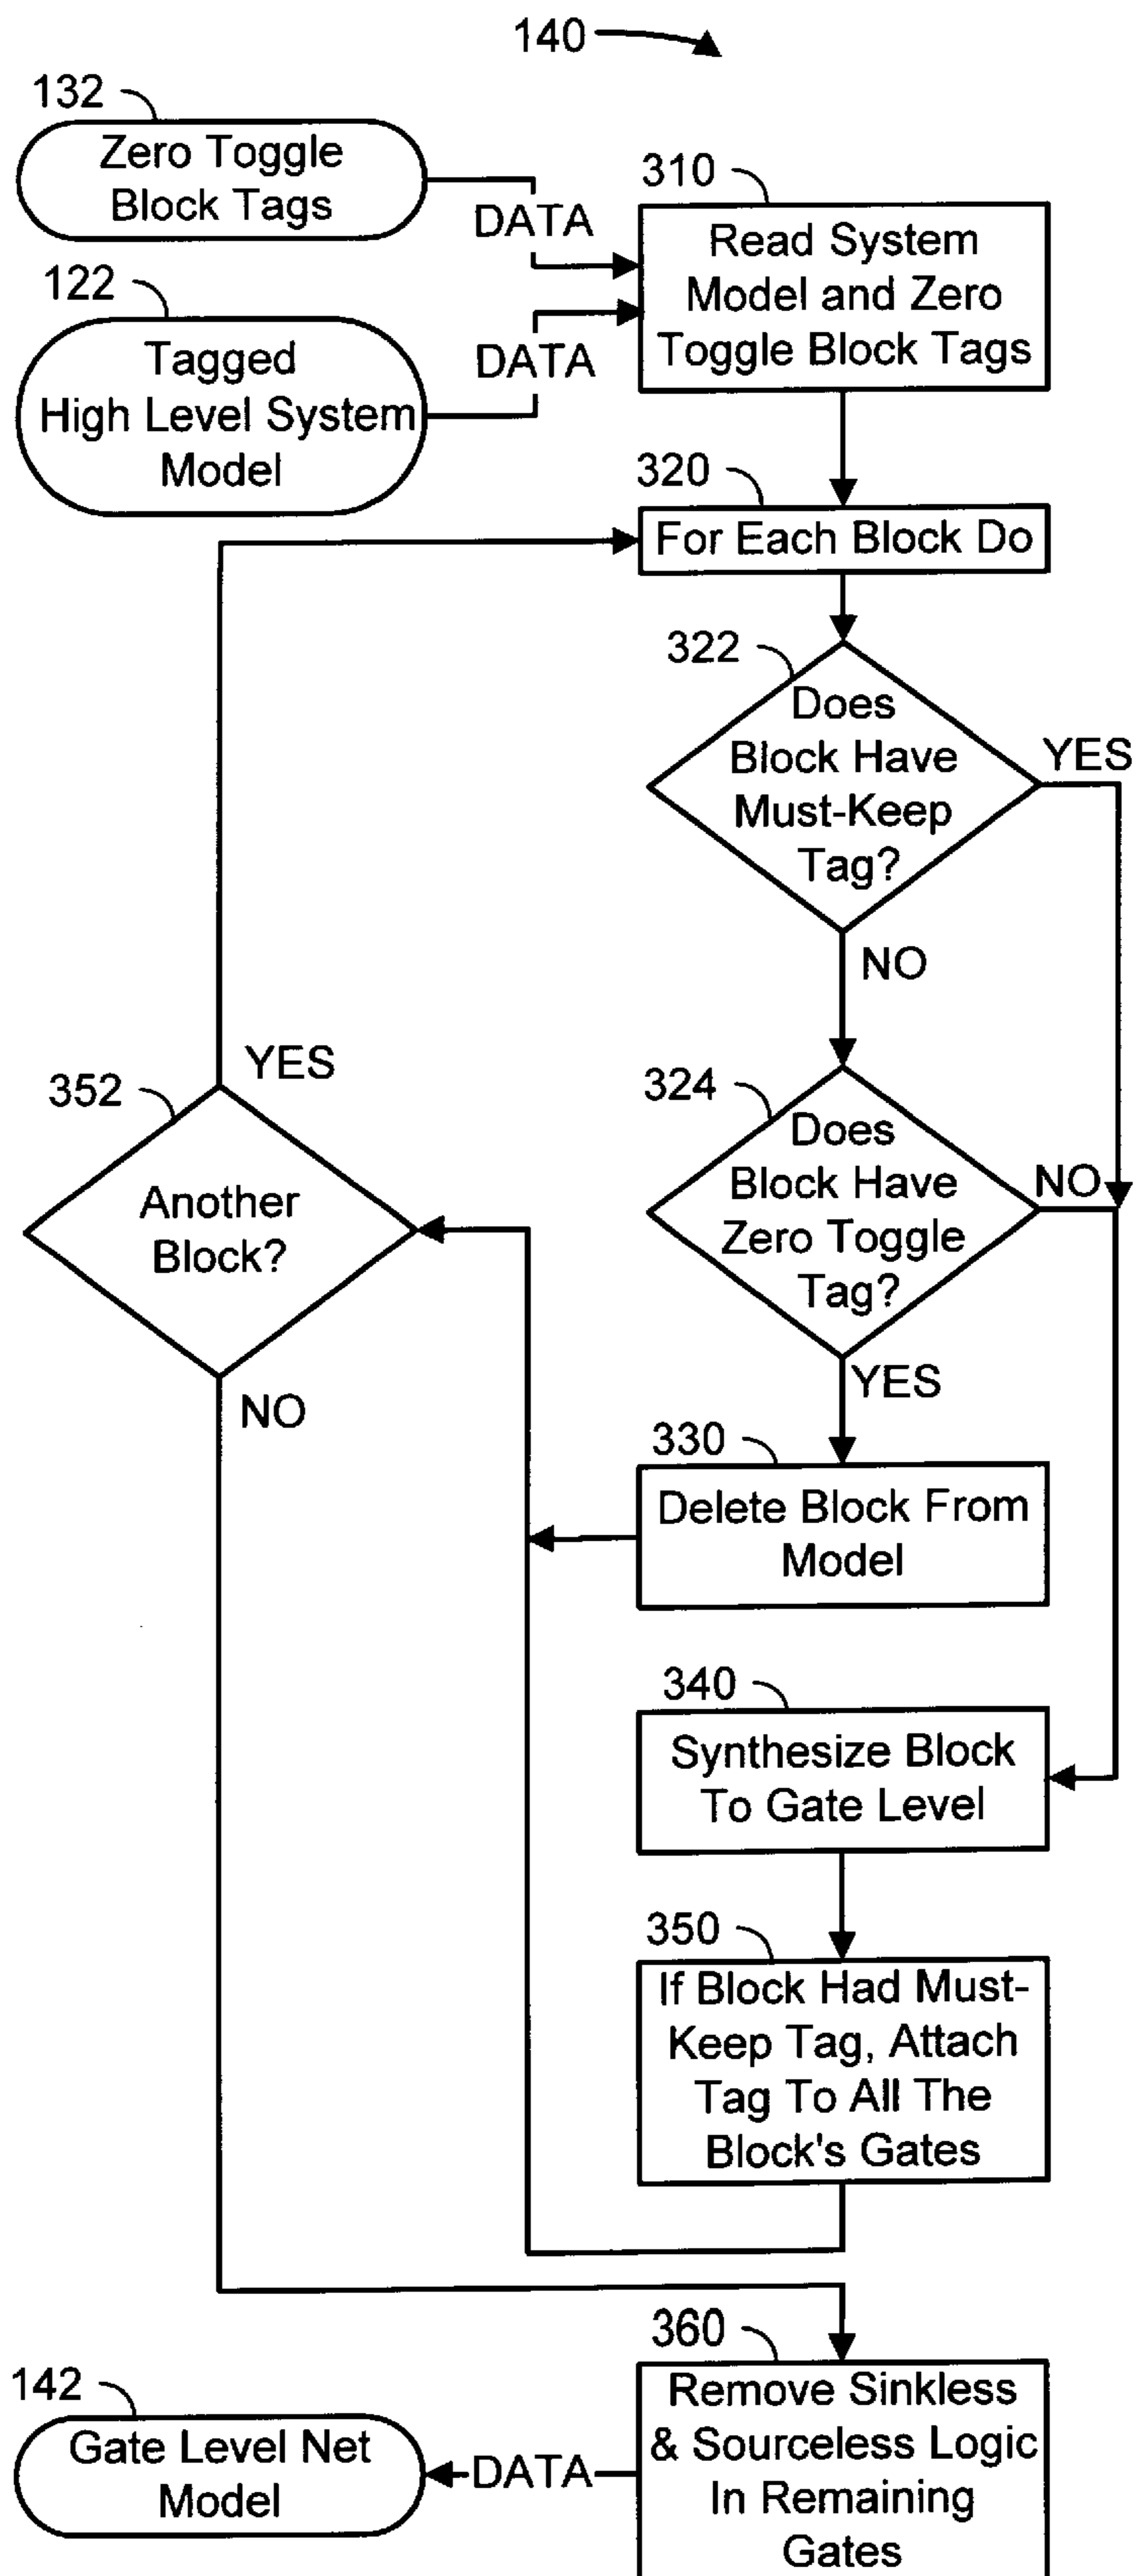 140
132
Zero Toggle
Block Tags
DATA
310
Read System
Model and Zero
Toggle Block Tags
122
Tagged
High Level System
Model
DATA
320
For Each Block Do
322
Does
Block Have
Must-Keep
Tag?
YES
NO
324
Does
Block Have
Zero Toggle
Tag?
NO
YES
352
Another
Block?
YES
NO
330
Delete Block From
Model
340
Synthesize Block
To Gate Level
350
If Block Had Must-
Keep Tag, Attach
Tag To All The
Block's Gates
360
Remove Sinkless
& Sourceless Logic
In Remaining
Gates
DATA
142
Gate Level Net
Model